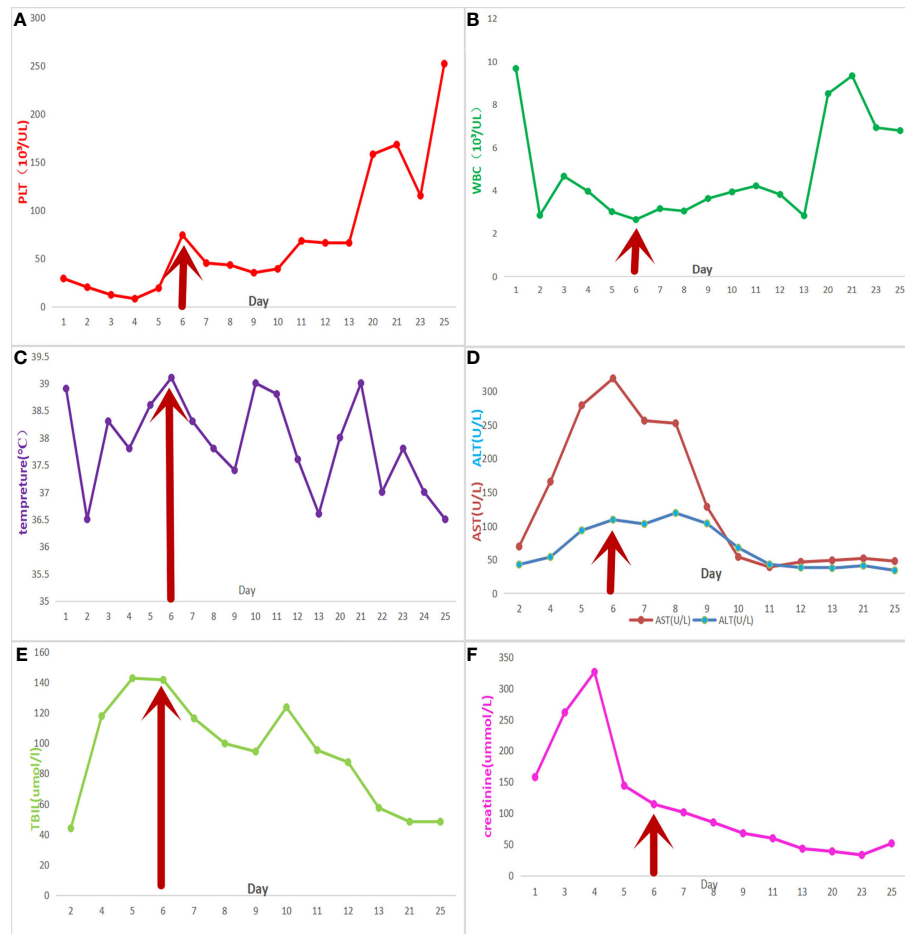 A
300
250
200
150
100
50
0
PLT（10³/UL)
Day
1 2 3 4 5 6 7 8 9 10 11 12 13 20 21 23 25
B
12
10
8
6
4
2
0
WBC（10³/UL)
Day
1 2 3 4 5 6 7 8 9 10 11 12 13 20 21 23 25
C
39.5
39
38.5
38
37.5
37
36.5
36
35.5
35
tempreture(℃）
Day
1 2 3 4 5 6 7 8 9 10 11 12 13 20 21 22 23 24 25
D
300
250
200
150
100
50
0
ALT(U/L)
AST(U/L)
Day
2 4 5 6 7 8 9 10 11 12 13 21 25
AST(U/L) ALT(U/L)
E
140
120
100
80
60
40
20
0
TBIL(umol/l)
Day
2 4 5 6 7 8 9 10 11 12 13 21 25
F
350
300
250
200
150
100
50
0
creatinine(ummol/L)
Day
1 3 4 5 6 7 8 9 11 13 20 23 25